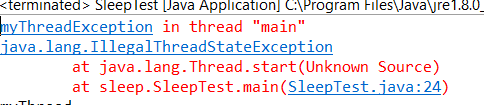 <terminated> SleepTest [Java Application] C:\Program Files\Java\jre1.8.0_
myThreadException in thread "main"
java.lang.IllegalThreadStateException
at java.lang.Thread.start(Unknown Source)
at sleep.SleepTest.main(SleepTest.java:24)
myThread